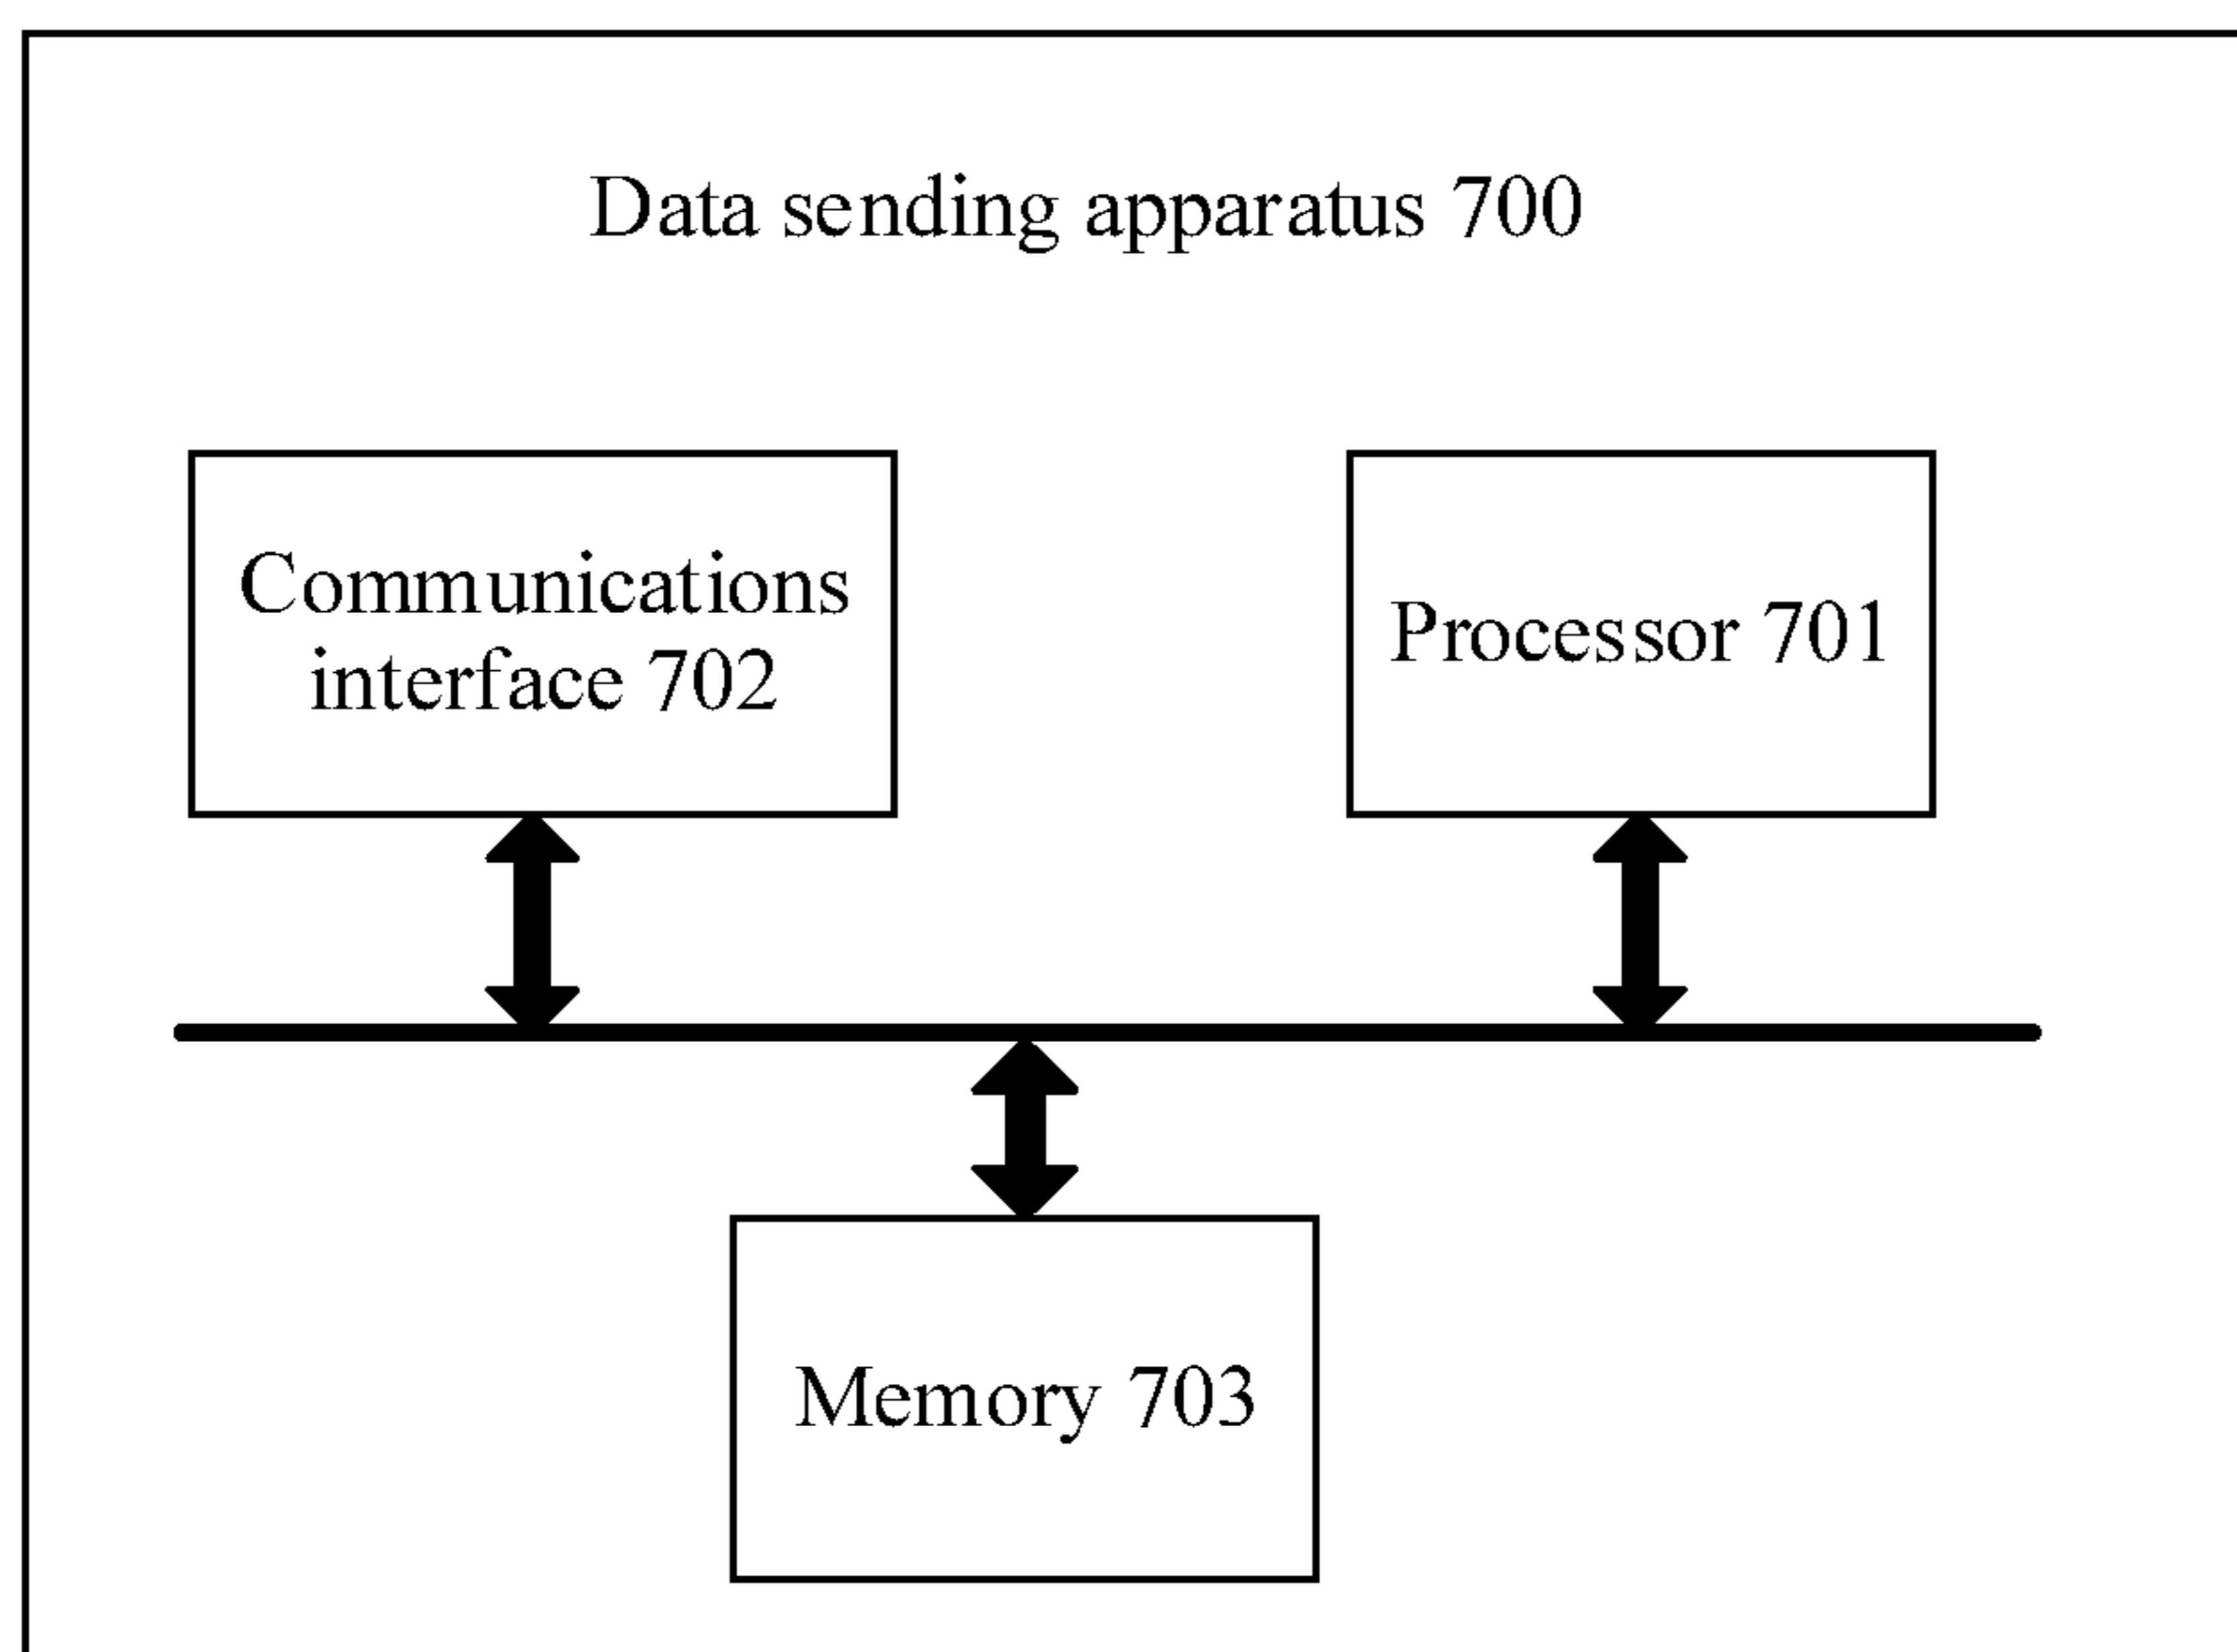 Data sending apparatus 700
Communications
interface 702
Processor 701
Memory 703